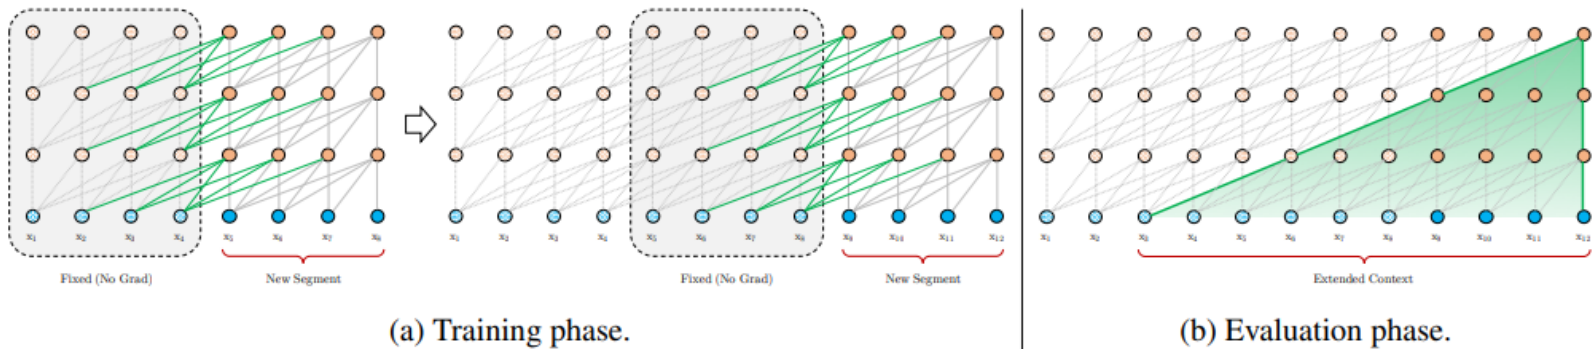 x₁ x₂ x₃ x₄ x₅ x₆ x₇ x₈
Fixed (No Grad) New Segment
x₁ x₂ x₃ x₄ x₅ x₆ x₇ x₈ x₉ x₁₀ x₁₁ x₁₂
Fixed (No Grad) New Segment
(a) Training phase.
x₁ x₂ x₃ x₄ x₅ x₆ x₇ x₈ x₉ x₁₀ x₁₁ x₁₂
Extended Context
(b) Evaluation phase.